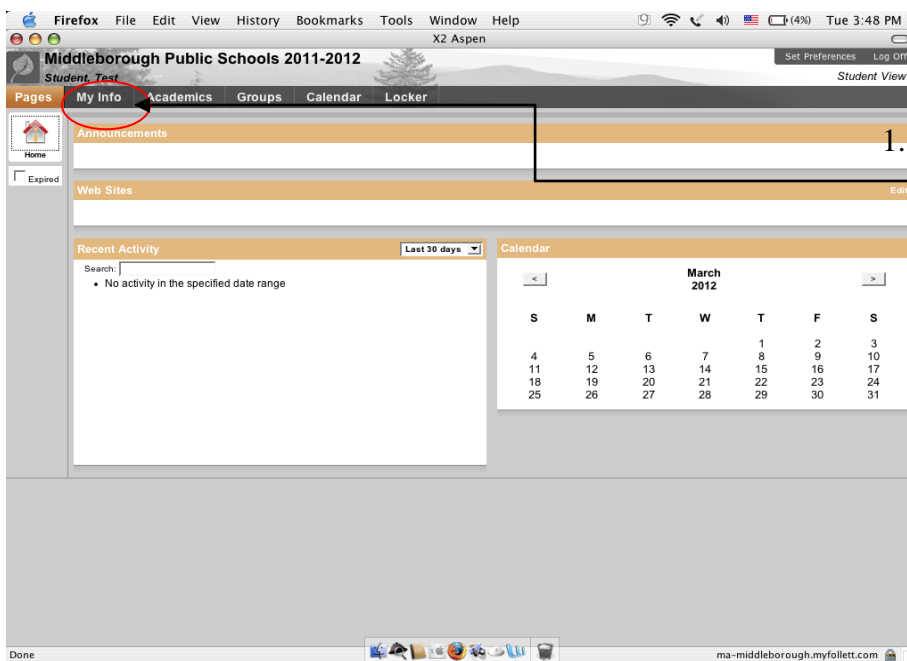 Firefox File Edit View History Bookmarks Tools Window Help 9 (4%) Tue 3:48 PM
X2 Aspen
Middleborough Public Schools 2011-2012 Set Preferences Log Off
Student, Test Student View
Pages My Info Academics Groups Calendar Locker
Home
Expired
Announcements
1.
Web Sites Edit
Recent Activity Last 30 days
Search:
• No activity in the specified date range
Calendar
< March >
2012
S M T W T F S
1 2 3
4 5 6 7 8 9 10
11 12 13 14 15 16 17
18 19 20 21 22 23 24
25 26 27 28 29 30 31
Done ma-middleborough.myfollett.com